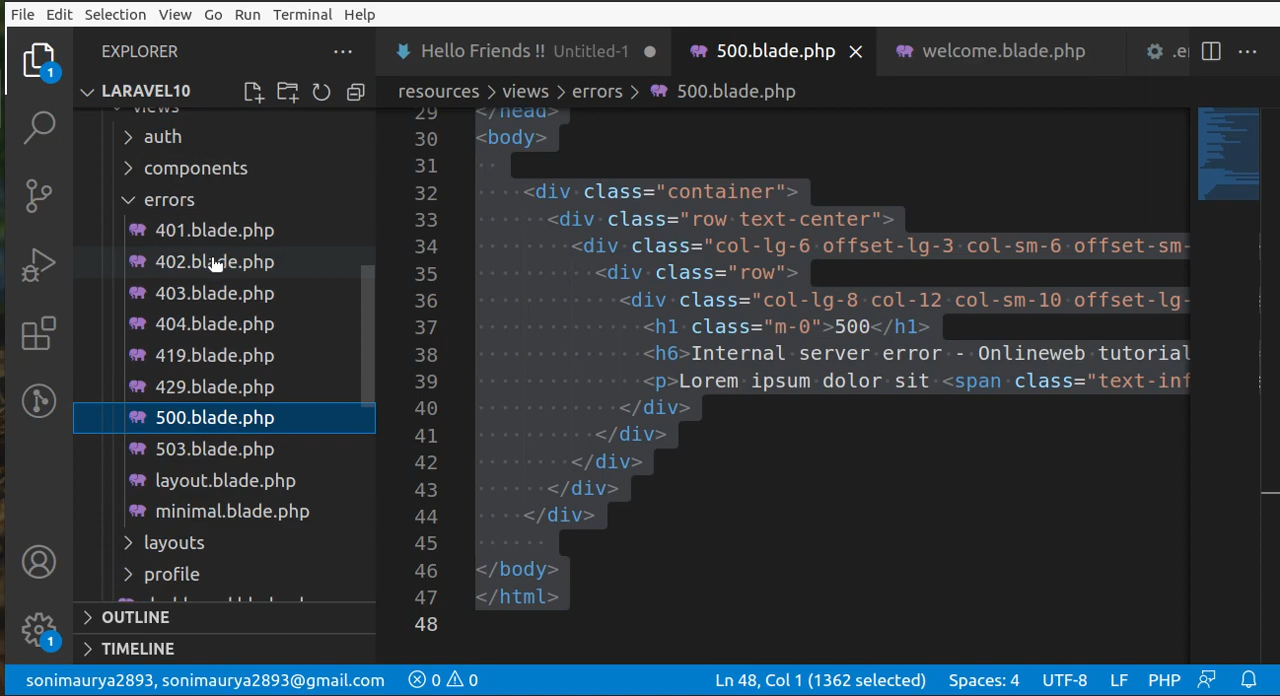 File Edit Selection View Go Run Terminal Help
EXPLORER
1
LARAVEL10
views
auth
components
errors
401.blade.php
402.blade.php
403.blade.php
404.blade.php
419.blade.php
429.blade.php
500.blade.php
503.blade.php
layout.blade.php
minimal.blade.php
layouts
profile
OUTLINE
TIMELINE
1
Hello Friends !! Untitled-1
500.blade.php
welcome.blade.php
resources > views > errors > 500.blade.php
29 </head>
30 <body>
31
32 <div class="container">
33 <div class="row text-center">
34 <div class="col-lg-6 offset-lg-3 col-sm-6 offset-sm-
35 <div class="row">
36 <div class="col-lg-8 col-12 col-sm-10 offset-lg-
37 <h1 class="m-0">500</h1>
38 <h6>Internal server error - Onlineweb tutorial
39 <p>Lorem ipsum dolor sit <span class="text-inf
40 </div>
41 </div>
42 </div>
43 </div>
44 </div>
45
46 </body>
47 </html>
48
sonimaurya2893, sonimaurya2893@gmail.com 0 0 Ln 48, Col 1 (1362 selected) Spaces: 4 UTF-8 LF PHP